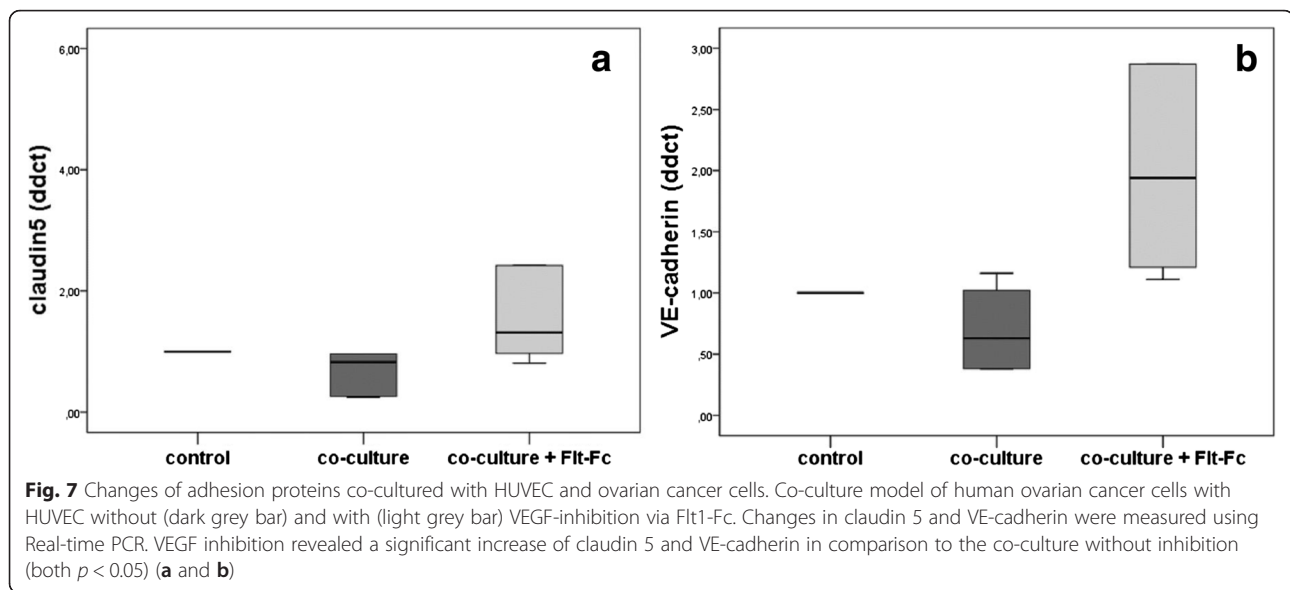 a
6,00
4,00
2,00
,00
claudin5 (ddct)
control
co-culture
co-culture + Flt-Fc
b
3,00
2,50
2,00
1,50
1,00
,50
,00
VE-cadherin (ddct)
control
co-culture
co-culture + Flt-Fc
Fig. 7 Changes of adhesion proteins co-cultured with HUVEC and ovarian cancer cells. Co-culture model of human ovarian cancer cells with
HUVEC without (dark grey bar) and with (light grey bar) VEGF-inhibition via Flt1-Fc. Changes in claudin 5 and VE-cadherin were measured using
Real-time PCR. VEGF inhibition revealed a significant increase of claudin 5 and VE-cadherin in comparison to the co-culture without inhibition
(both p < 0.05) (a and b)